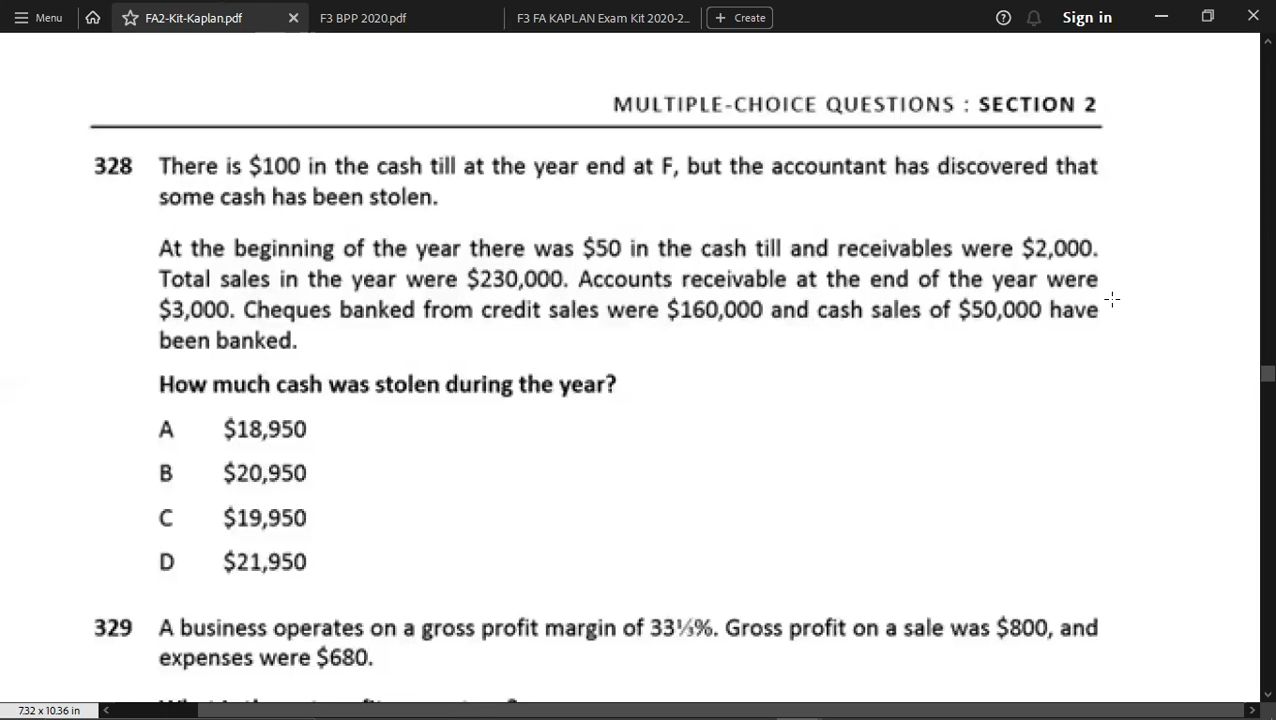 Menu
FA2-Kit-Kaplan.pdf
F3 BPP 2020.pdf
F3 FA KAPLAN Exam Kit 2020-2...
+ Create
Sign in
MULTIPLE-CHOICE QUESTIONS : SECTION 2
328 There is $100 in the cash till at the year end at F, but the accountant has discovered that
some cash has been stolen.
At the beginning of the year there was $50 in the cash till and receivables were $2,000.
Total sales in the year were $230,000. Accounts receivable at the end of the year were
$3,000. Cheques banked from credit sales were $160,000 and cash sales of $50,000 have
been banked.
How much cash was stolen during the year?
A $18,950
B $20,950
C $19,950
D $21,950
329 A business operates on a gross profit margin of 33⅓%. Gross profit on a sale was $800, and
expenses were $680.
7.32 x 10.36 in